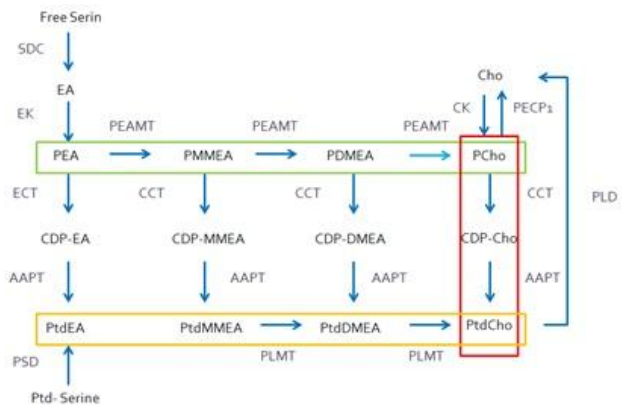 Free Serin
SDC
EA
Cho
EK
CK
PECP1
PEAMT
PEAMT
PEAMT
PEA
PMMEA
PDMEA
PCho
ECT
CCT
CCT
CCT
PLD
CDP-EA
CDP-MMEA
CDP-DMEA
CDP-Cho
AAPT
AAPT
AAPT
AAPT
PtdEA
PtdMMEA
PtdDMEA
PtdCho
PLMT
PLMT
PSD
Ptd- Serine